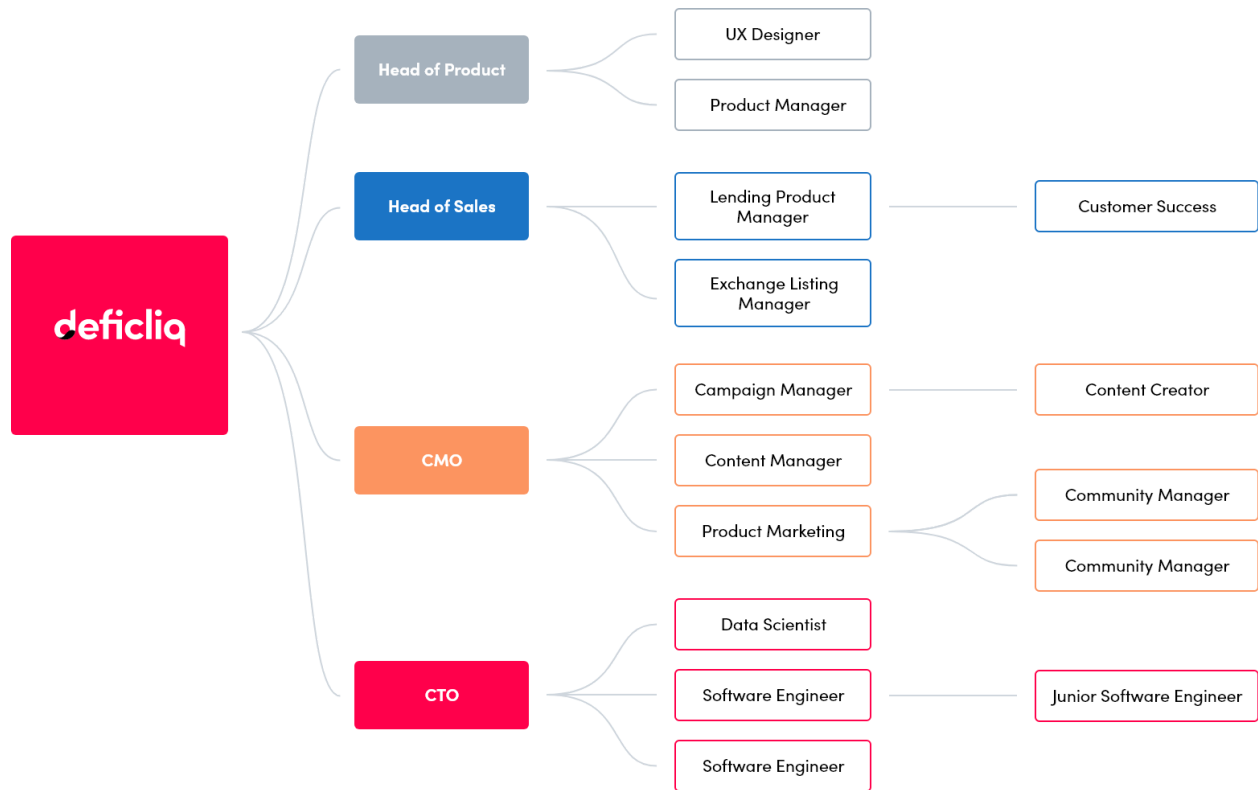 deficliq
Head of Product
UX Designer
Product Manager
Head of Sales
Lending Product
Manager
Customer Success
Exchange Listing
Manager
CMO
Campaign Manager
Content Creator
Content Manager
Product Marketing
Community Manager
Community Manager
CTO
Data Scientist
Software Engineer
Junior Software Engineer
Software Engineer